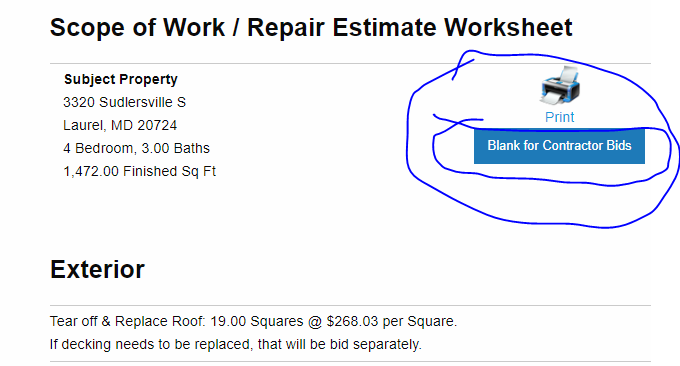 Scope of Work / Repair Estimate Worksheet
Subject Property
3320 Sudlersville S
Laurel, MD 20724
4 Bedroom, 3.00 Baths
1,472.00 Finished Sq Ft
Print
Blank for Contractor Bids
Exterior
Tear off & Replace Roof: 19.00 Squares @ $268.03 per Square.
If decking needs to be replaced, that will be bid separately.